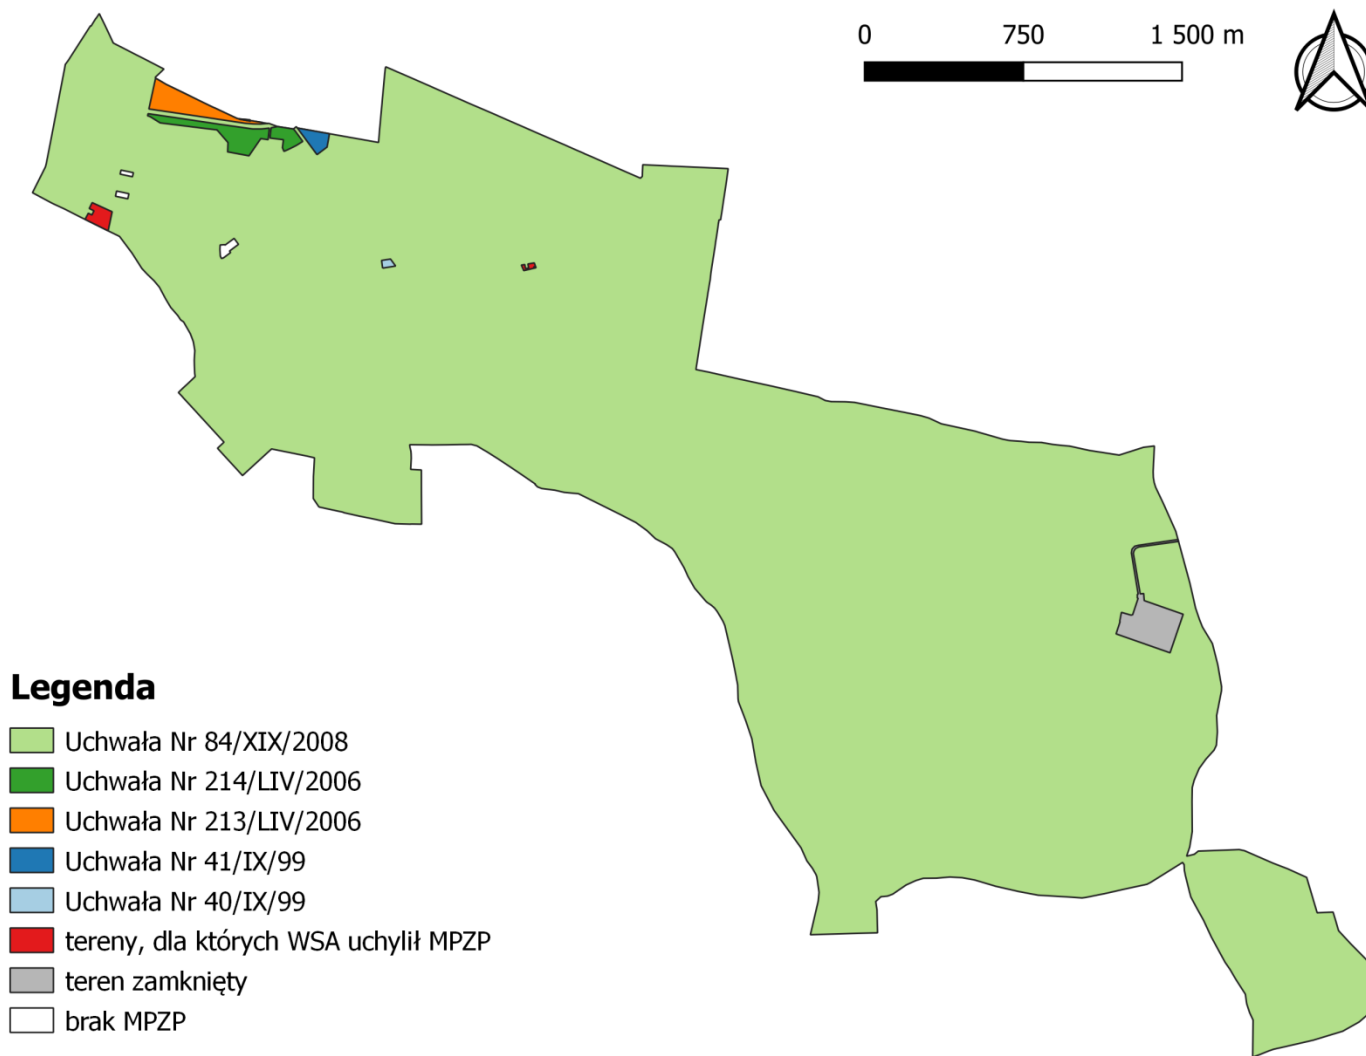 0 750 1 500 m
Legenda
Uchwała Nr 84/XIX/2008
Uchwała Nr 214/LIV/2006
Uchwała Nr 213/LIV/2006
Uchwała Nr 41/IX/99
Uchwała Nr 40/IX/99
tereny, dla których WSA uchylił MPZP
teren zamknięty
brak MPZP